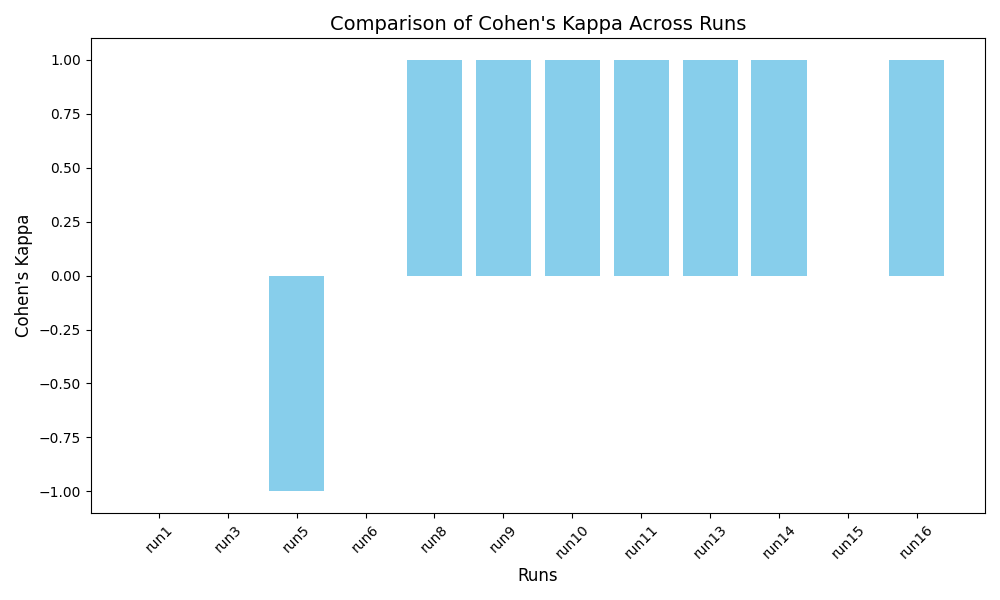 Comparison of Cohen's Kappa Across Runs
Cohen's Kappa
1.00
0.75
0.50
0.25
0.00
−0.25
−0.50
−0.75
−1.00
run1
run3
run5
run6
run8
run9
run10
run11
run13
run14
run15
run16
Runs